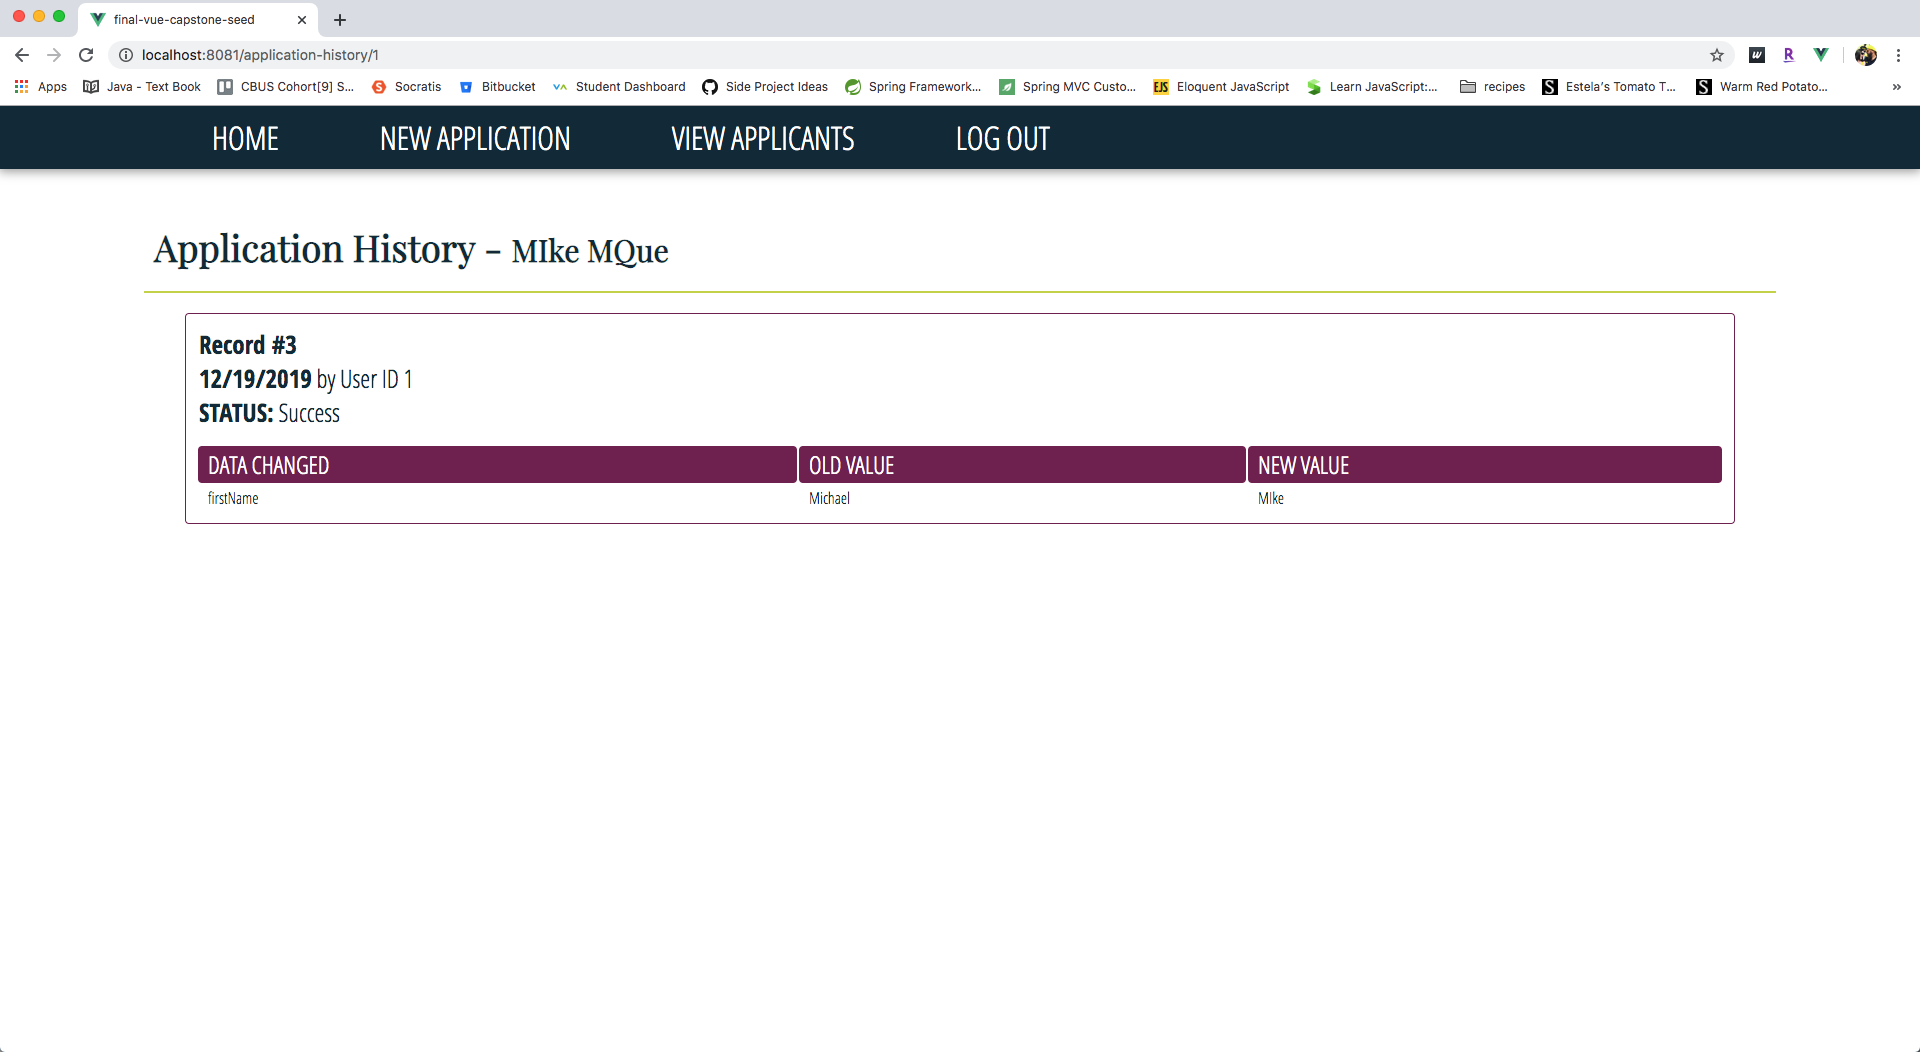 final-vue-capstone-seed
localhost:8081/application-history/1
Apps Java - Text Book CBUS Cohort[9] S... Socratis Bitbucket Student Dashboard Side Project Ideas Spring Framework... Spring MVC Custo... EJS Eloquent JavaScript Learn JavaScript:... recipes S Estela's Tomato T... S Warm Red Potato... »
HOME NEW APPLICATION VIEW APPLICANTS LOG OUT
Application History – MIke MQue
Record #3
12/19/2019 by User ID 1
STATUS: Success
DATA CHANGED OLD VALUE NEW VALUE
firstName Michael MIke